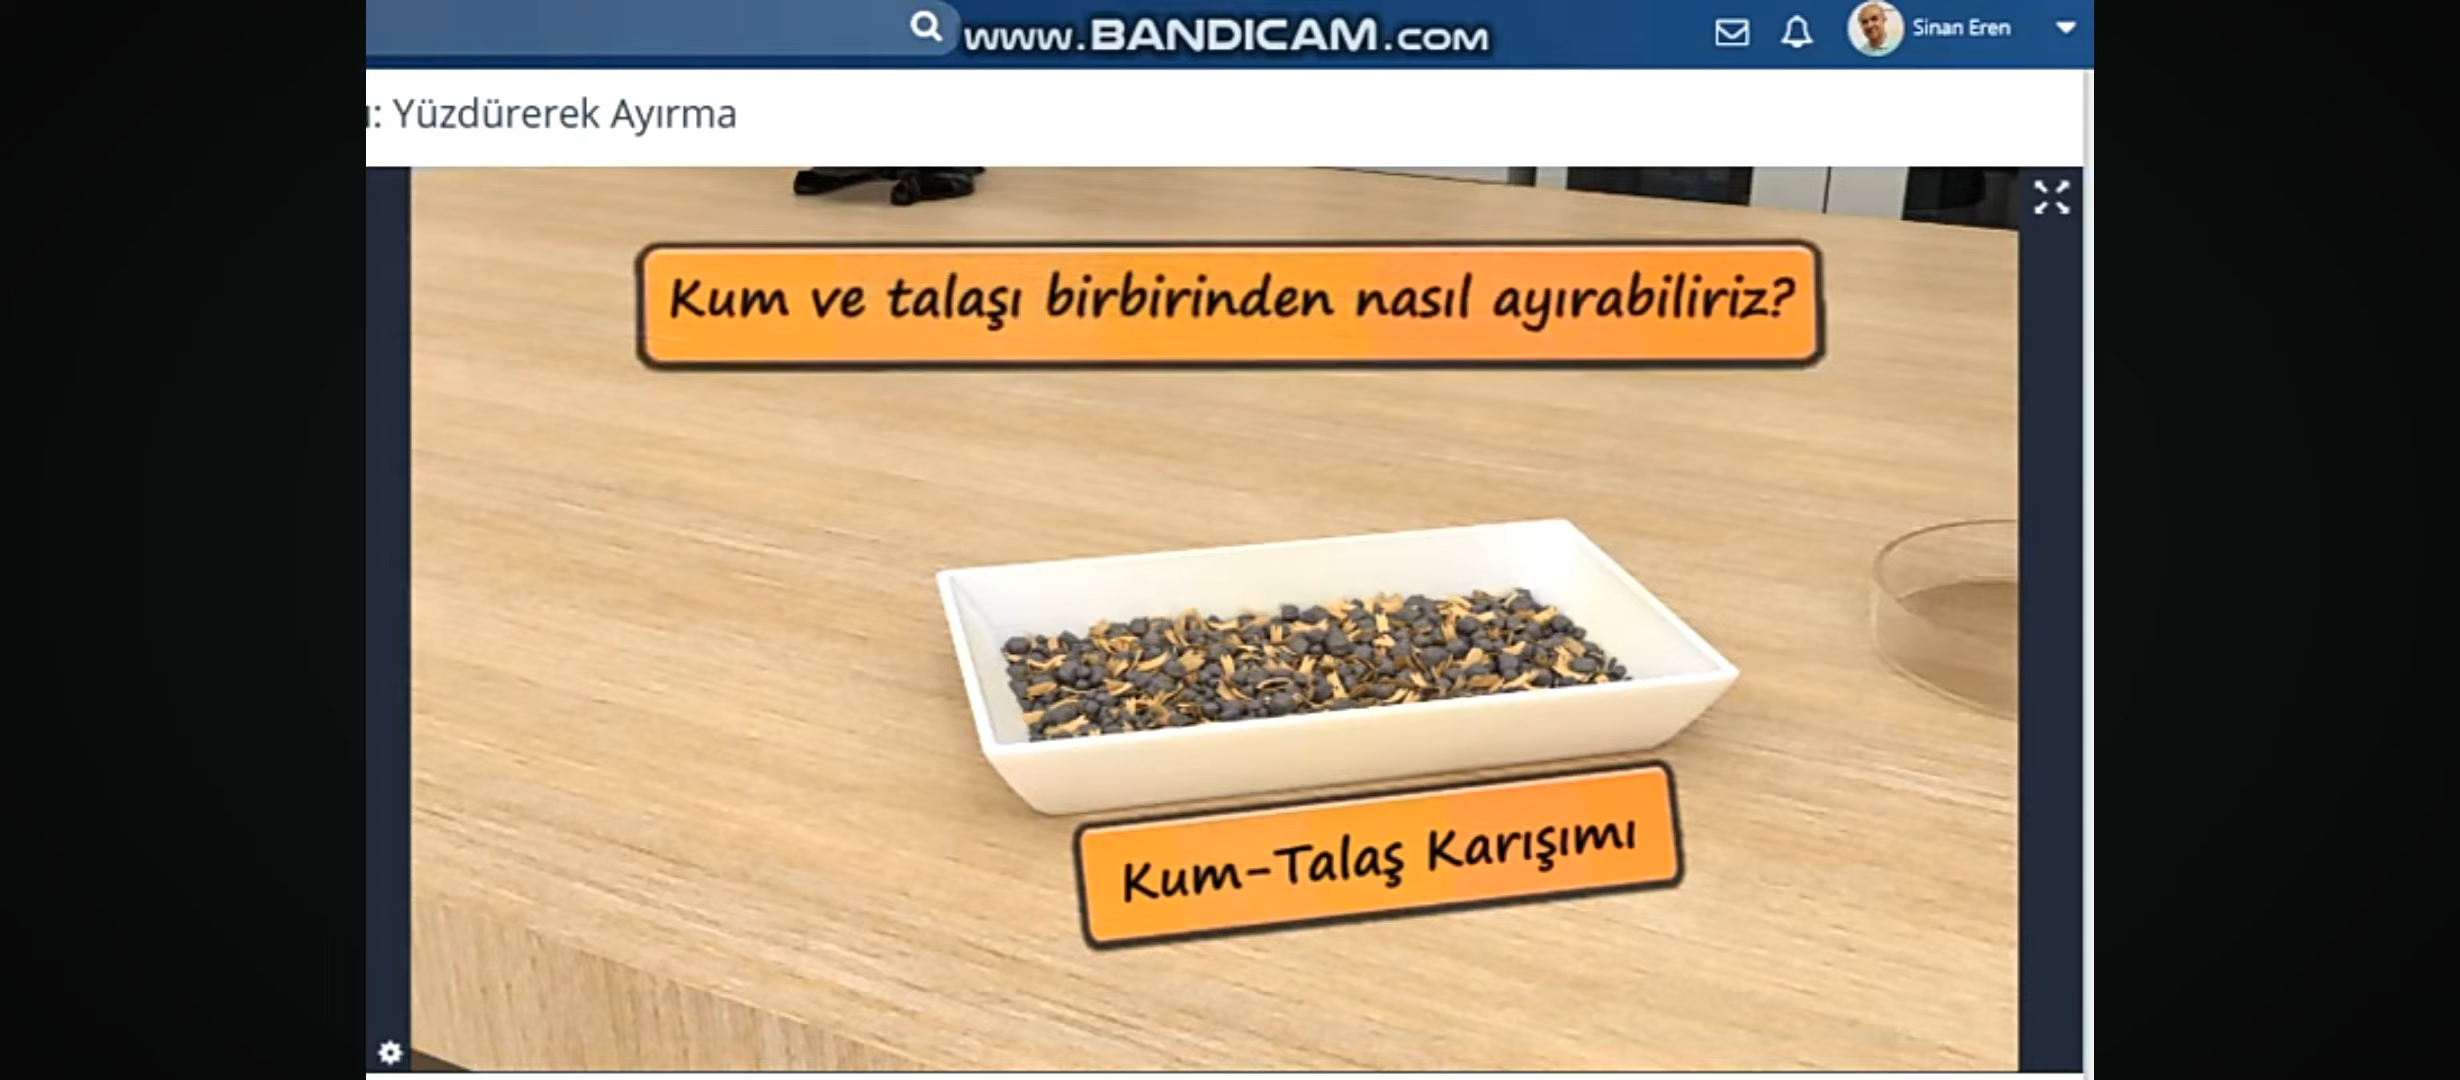 www.BANDICAM.com
Sinan Eren
: Yüzdürerek Ayırma
Kum ve talaşı birbirinden nasıl ayırabiliriz?
Kum-Talaş Karışımı